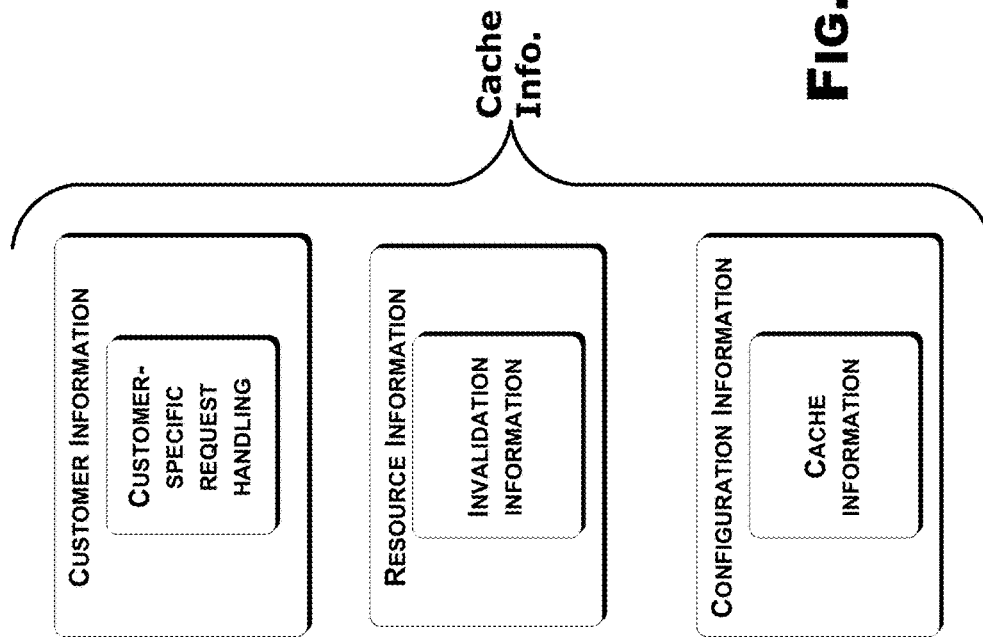 CUSTOMER INFORMATION
CUSTOMER-
SPECIFIC
REQUEST
HANDLING
RESOURCE INFORMATION
INVALIDATION
INFORMATION
CONFIGURATION INFORMATION
CACHE
INFORMATION
Cache
Info.
FIG.